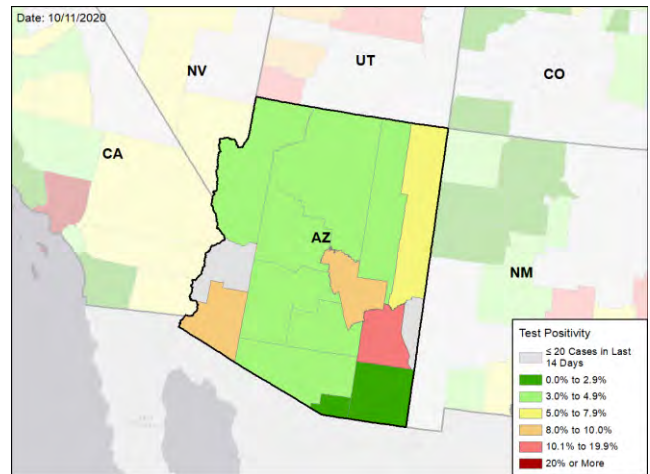 Date: 10/11/2020
NV
UT
CO
CA
AZ
NM
Test Positivity
≤ 20 Cases in Last
14 Days
0.0% to 2.9%
3.0% to 4.9%
5.0% to 7.9%
8.0% to 10.0%
10.1% to 19.9%
20% or More